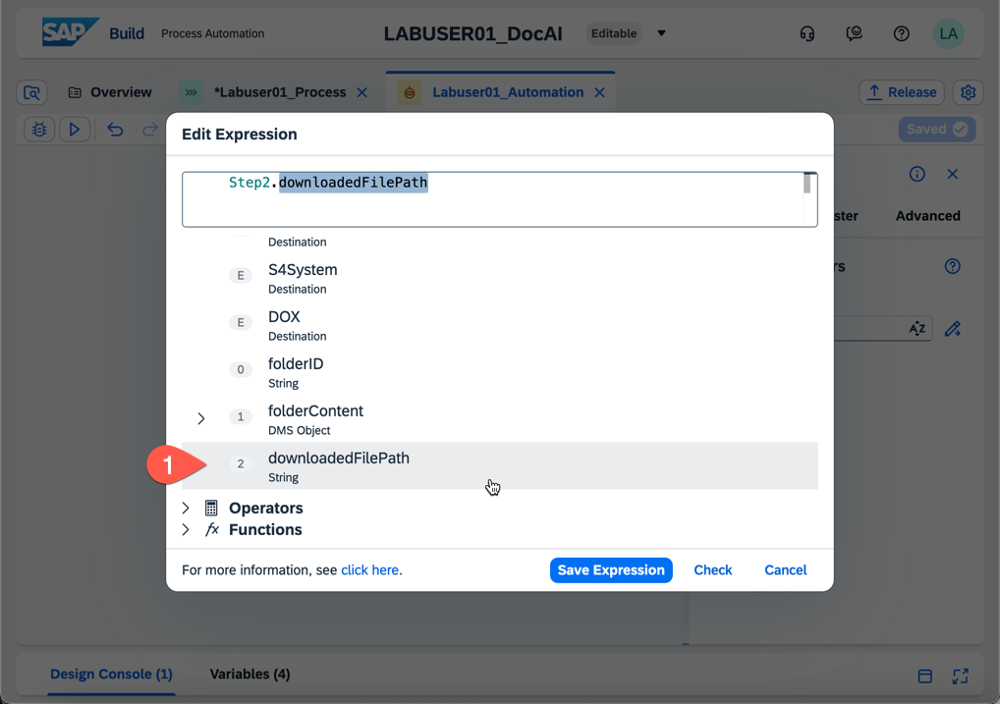 SAP Build Process Automation LABUSER01_DocAI Editable LA
Overview *Labuser01_Process Labuser01_Automation Release
Saved
Edit Expression
Step2.downloadedFilePath
ster Advanced
Destination
E S4System
Destination
rs
E DOX
Destination
AZ
0 folderID
String
1 folderContent
DMS Object
1
2 downloadedFilePath
String
Operators
fx Functions
For more information, see click here. Save Expression Check Cancel
Design Console (1) Variables (4)